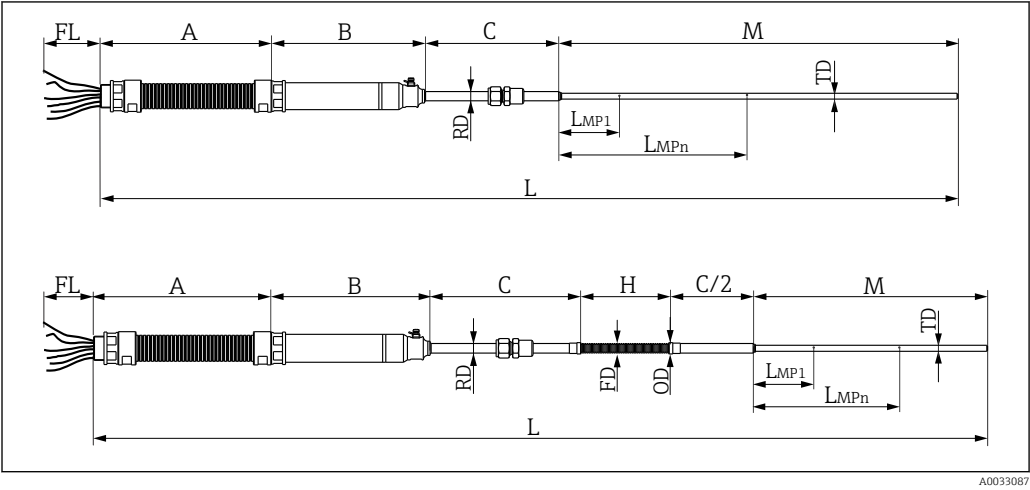 FL A B C M
TD
RD
LMP1
LMPn
L
FL A B C H C/2 M
TD
RD
FD
OD
LMP1
LMPn
L
A0033087